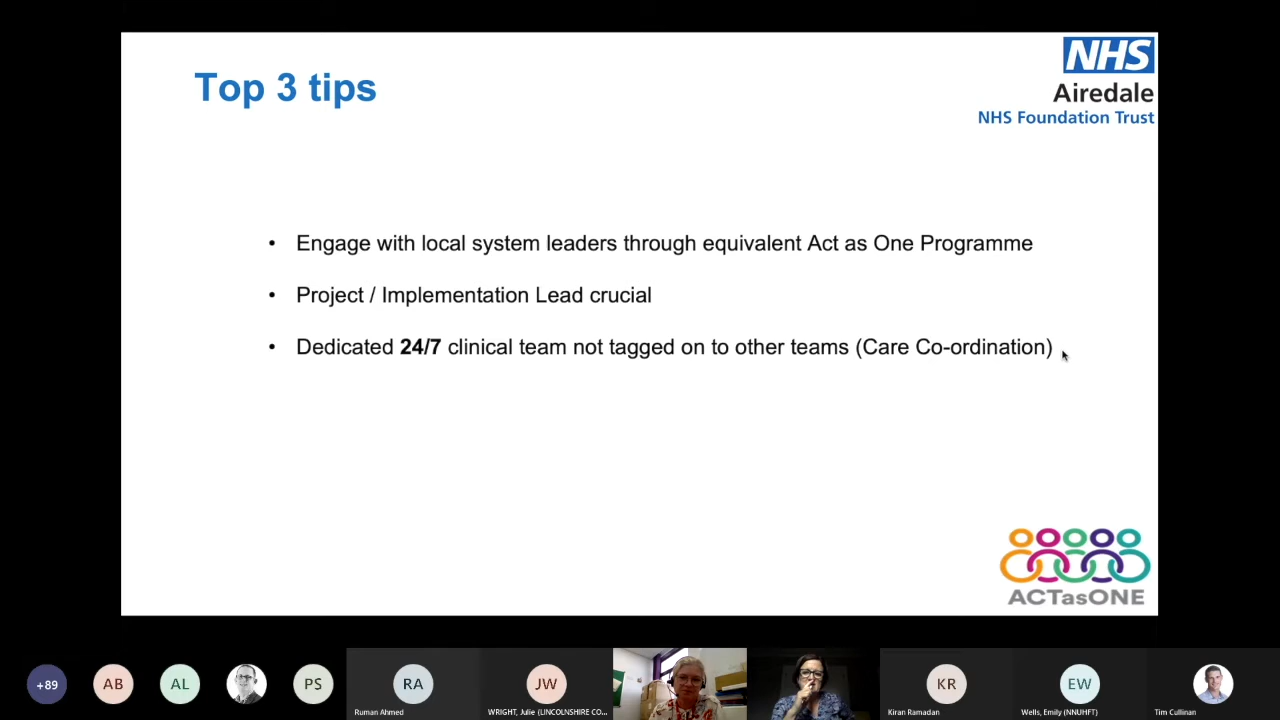 NHS
Airedale
NHS Foundation Trust
Top 3 tips
• Engage with local system leaders through equivalent Act as One Programme
• Project / Implementation Lead crucial
• Dedicated 24/7 clinical team not tagged on to other teams (Care Co-ordination)
ACTasONE
+89
AB
AL
PS
RA
Ruman Ahmed
JW
WRIGHT, Julie (LINCOLNSHIRE CO...
KR
Kiran Ramadan
EW
Wells, Emily (NNUHFT)
Tim Cullinan